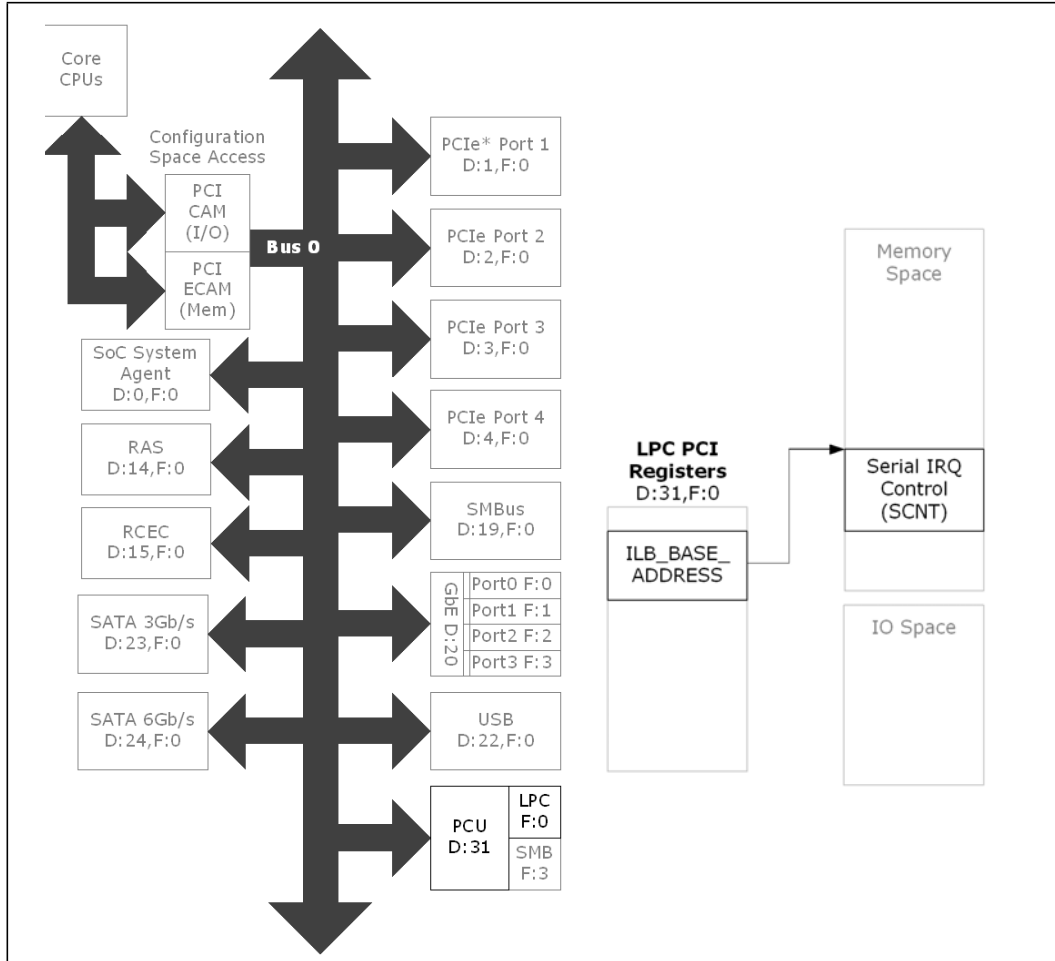 Core
CPUs
Configuration
Space Access
PCI
CAM
(I/O)
PCI
ECAM
(Mem)
Bus 0
SoC System
Agent
D:0,F:0
RAS
D:14,F:0
RCEC
D:15,F:0
SATA 3Gb/s
D:23,F:0
SATA 6Gb/s
D:24,F:0
PCIe* Port 1
D:1,F:0
PCIe Port 2
D:2,F:0
PCIe Port 3
D:3,F:0
PCIe Port 4
D:4,F:0
SMBus
D:19,F:0
GbE D:20
Port0 F:0
Port1 F:1
Port2 F:2
Port3 F:3
USB
D:22,F:0
PCU
D:31
LPC
F:0
SMB
F:3
LPC PCI
Registers
D:31,F:0
ILB_BASE_
ADDRESS
Memory
Space
Serial IRQ
Control
(SCNT)
IO Space